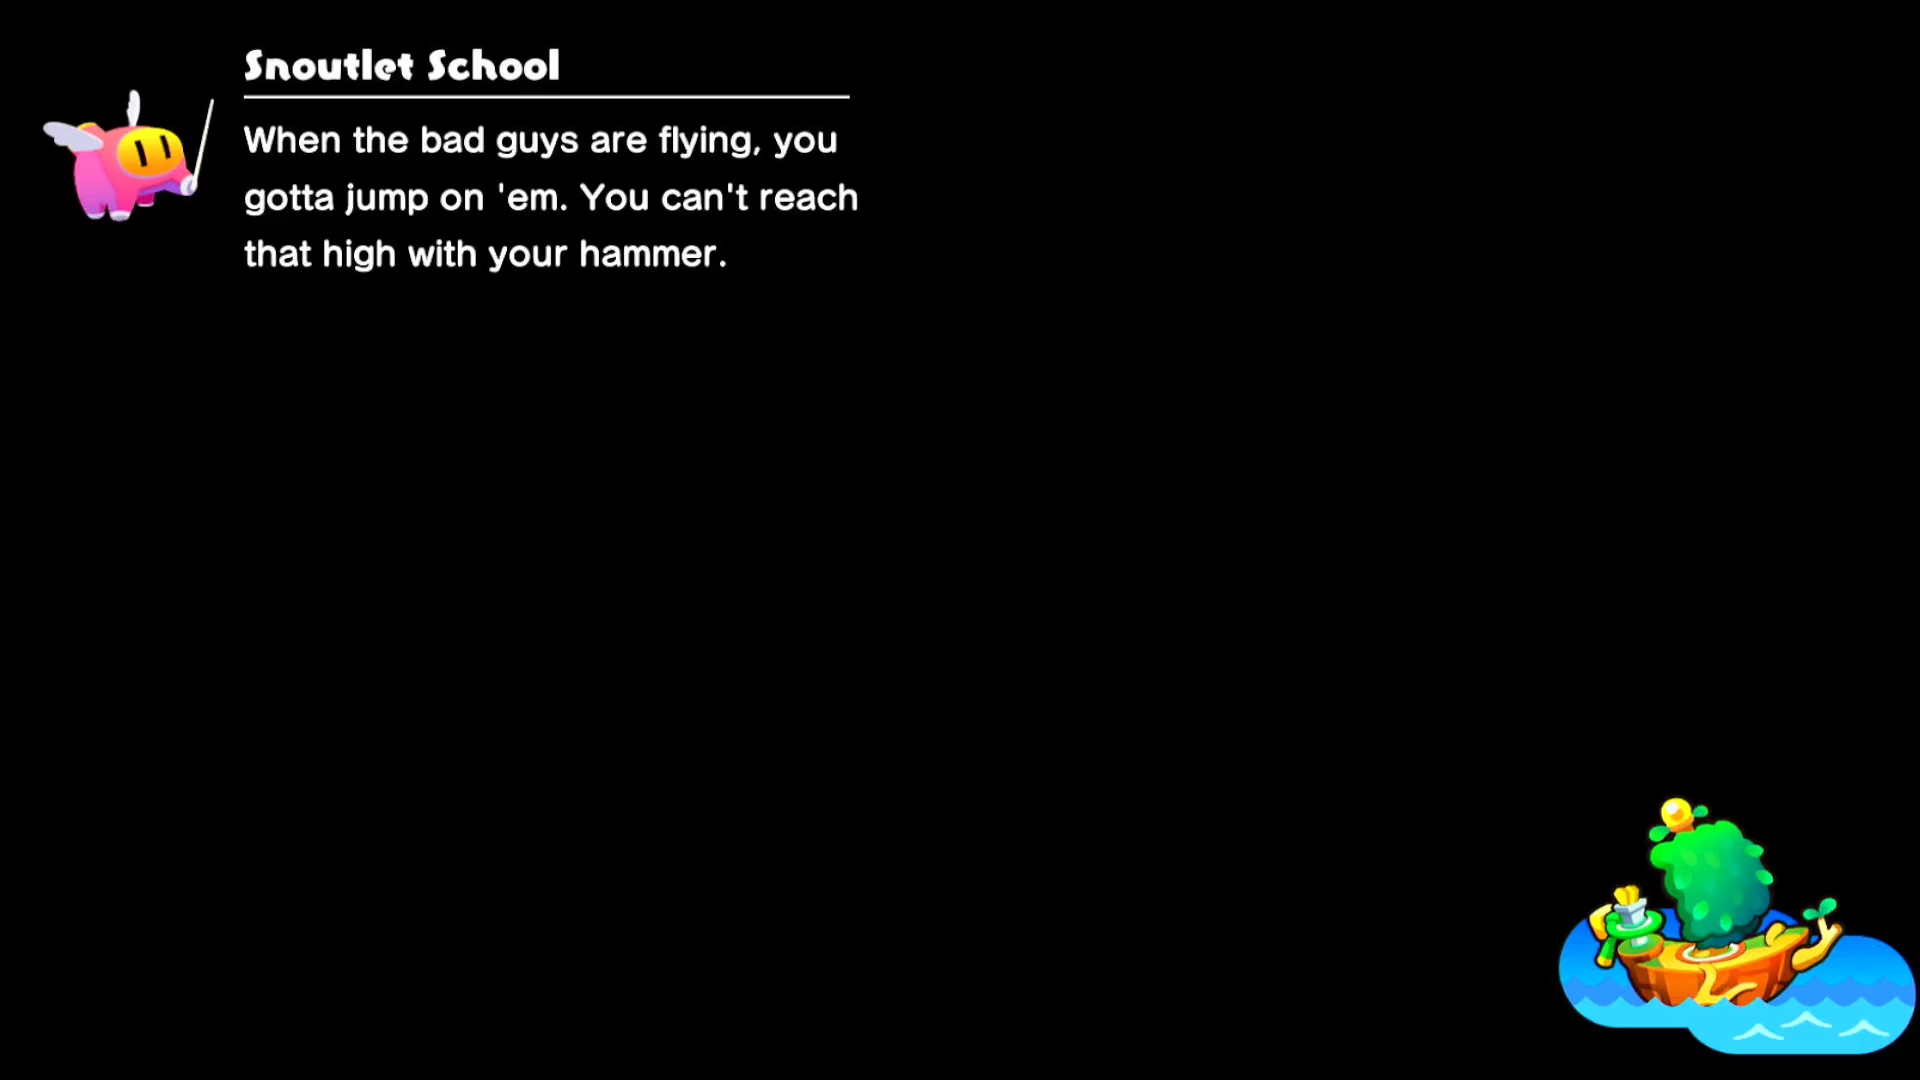 Snoutlet School
When the bad guys are flying, you
gotta jump on 'em. You can't reach
that high with your hammer.